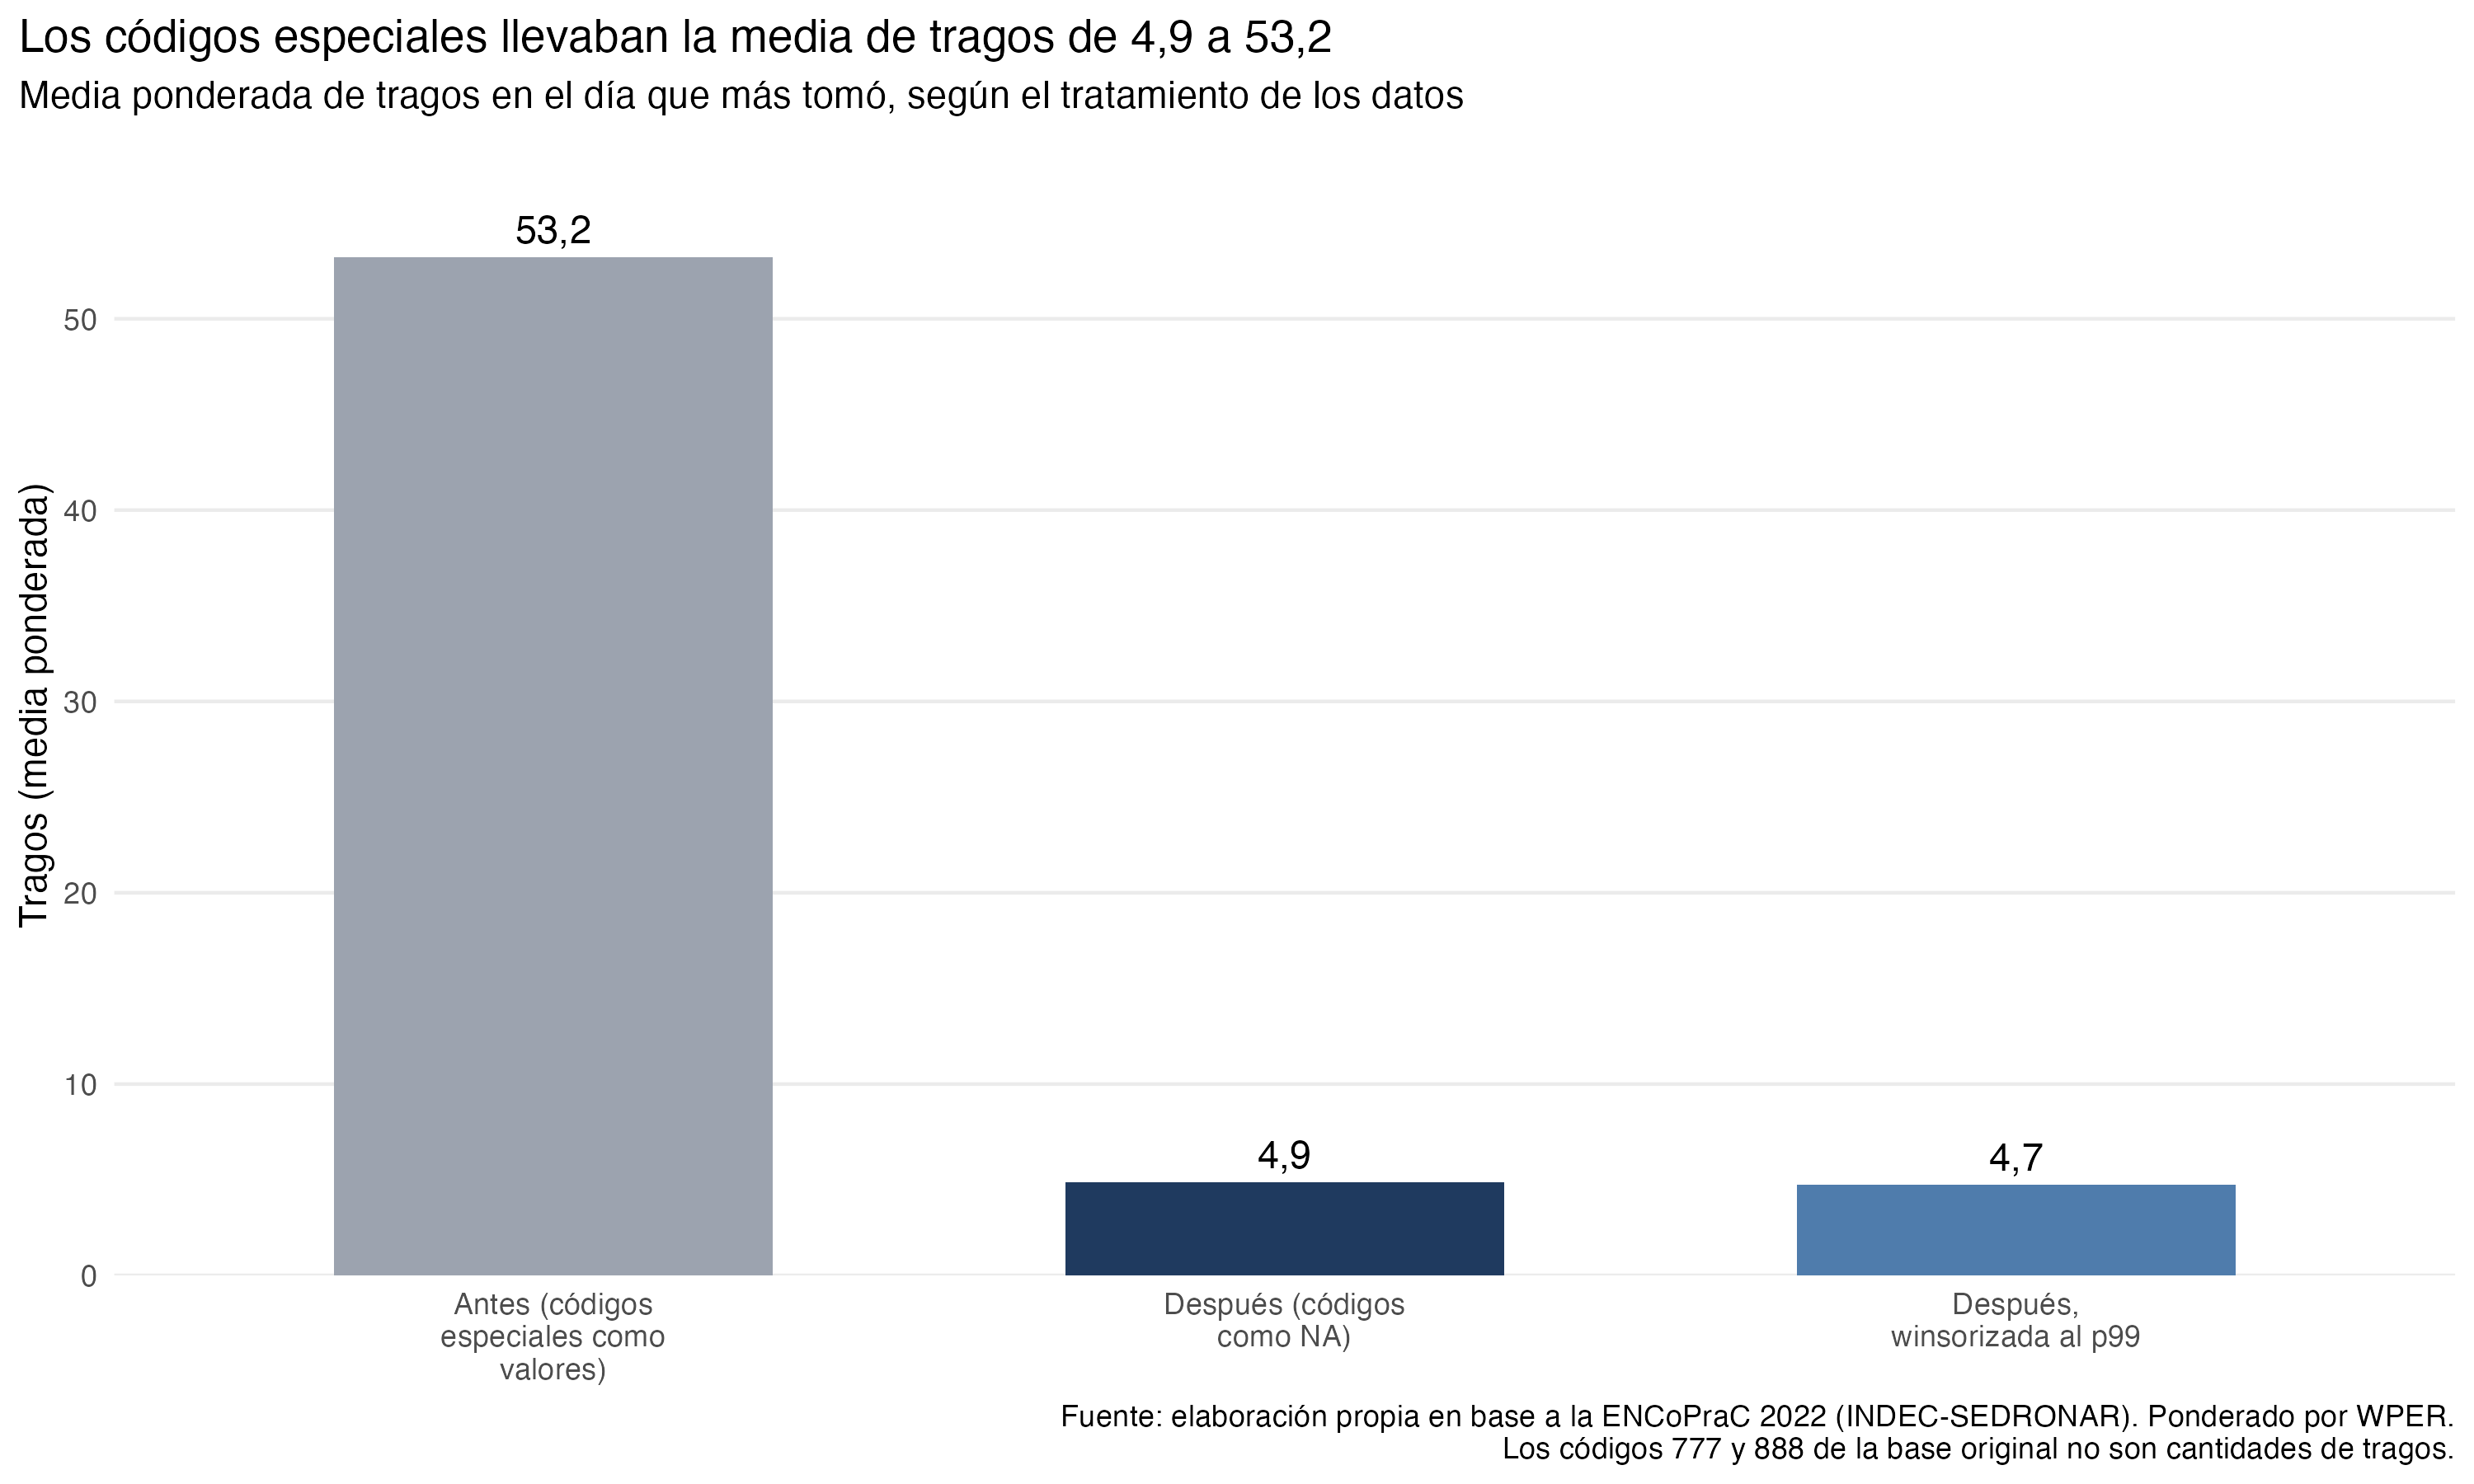 Los códigos especiales llevaban la media de tragos de 4,9 a 53,2
Media ponderada de tragos en el día que más tomó, según el tratamiento de los datos
Tragos (media ponderada)
53,2
50
40
30
20
10
0
4,9
4,7
Antes (códigos
especiales como
valores)
Después (códigos
como NA)
Después,
winsorizada al p99
Fuente: elaboración propia en base a la ENCoPraC 2022 (INDEC-SEDRONAR). Ponderado por WPER.
Los códigos 777 y 888 de la base original no son cantidades de tragos.